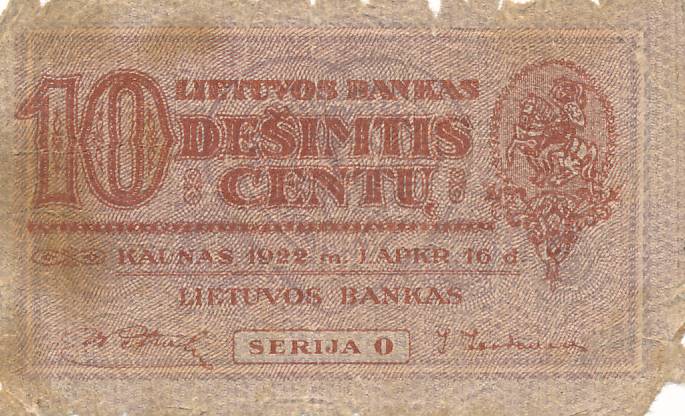 10
LIETUVOS BANKAS
DEŠIMTIS
CENTŲ
KAUNAS 1922 m. LAPKR. 16 d.
LIETUVOS BANKAS
SERIJA O